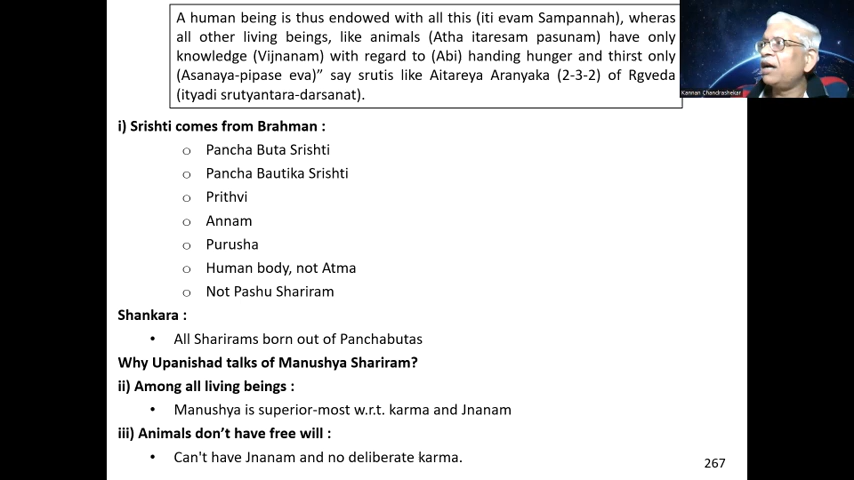 A human being is thus endowed with all this (iti evam Sampannah), wheras
all other living beings, like animals (Atha itaresam pasunam) have only
knowledge (Vijnanam) with regard to (Abi) handing hunger and thirst only
(Asanaya-pipase eva)” say srutis like Aitareya Aranyaka (2-3-2) of Rgveda
(ityadi srutyantara-darsanat).
Kannan Chandrashekar
i) Srishti comes from Brahman :
o Pancha Buta Srishti
o Pancha Bautika Srishti
o Prithvi
o Annam
o Purusha
o Human body, not Atma
o Not Pashu Shariram
Shankara :
• All Sharirams born out of Panchabutas
Why Upanishad talks of Manushya Shariram?
ii) Among all living beings :
• Manushya is superior-most w.r.t. karma and Jnanam
iii) Animals don’t have free will :
• Can't have Jnanam and no deliberate karma.
267